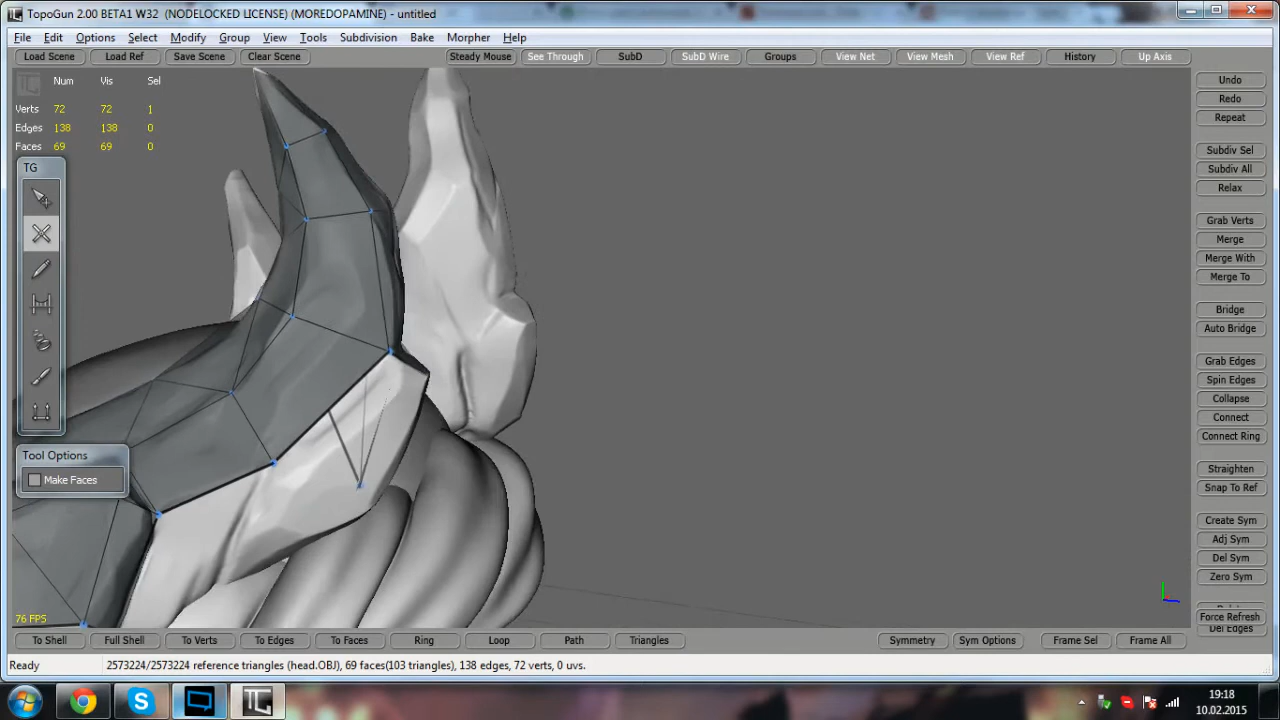 TopoGun 2.00 BETA1 W32 (NODELOCKED LICENSE) (MOREDOPAMINE) - untitled
File Edit Options Select Modify Group View Tools Subdivision Bake Morpher Help
Load Scene Load Ref Save Scene Clear Scene Steady Mouse See Through SubD SubD Wire Groups View Net View Mesh View Ref History Up Axis
Num Vis Sel
Verts 72 72 1
Edges 138 138 0
Faces 69 69 0
TG
Tool Options
Make Faces
76 FPS
Undo
Redo
Repeat
Subdiv Sel
Subdiv All
Relax
Grab Verts
Merge
Merge With
Merge To
Bridge
Auto Bridge
Grab Edges
Spin Edges
Collapse
Connect
Connect Ring
Straighten
Snap To Ref
Create Sym
Adj Sym
Del Sym
Zero Sym
Force Refresh
Del Edges
To Shell Full Shell To Verts To Edges To Faces Ring Loop Path Triangles Symmetry Sym Options Frame Sel Frame All
Ready 2573224/2573224 reference triangles (head.OBJ), 69 faces(103 triangles), 138 edges, 72 verts, 0 uvs.
19:18
10.02.2015